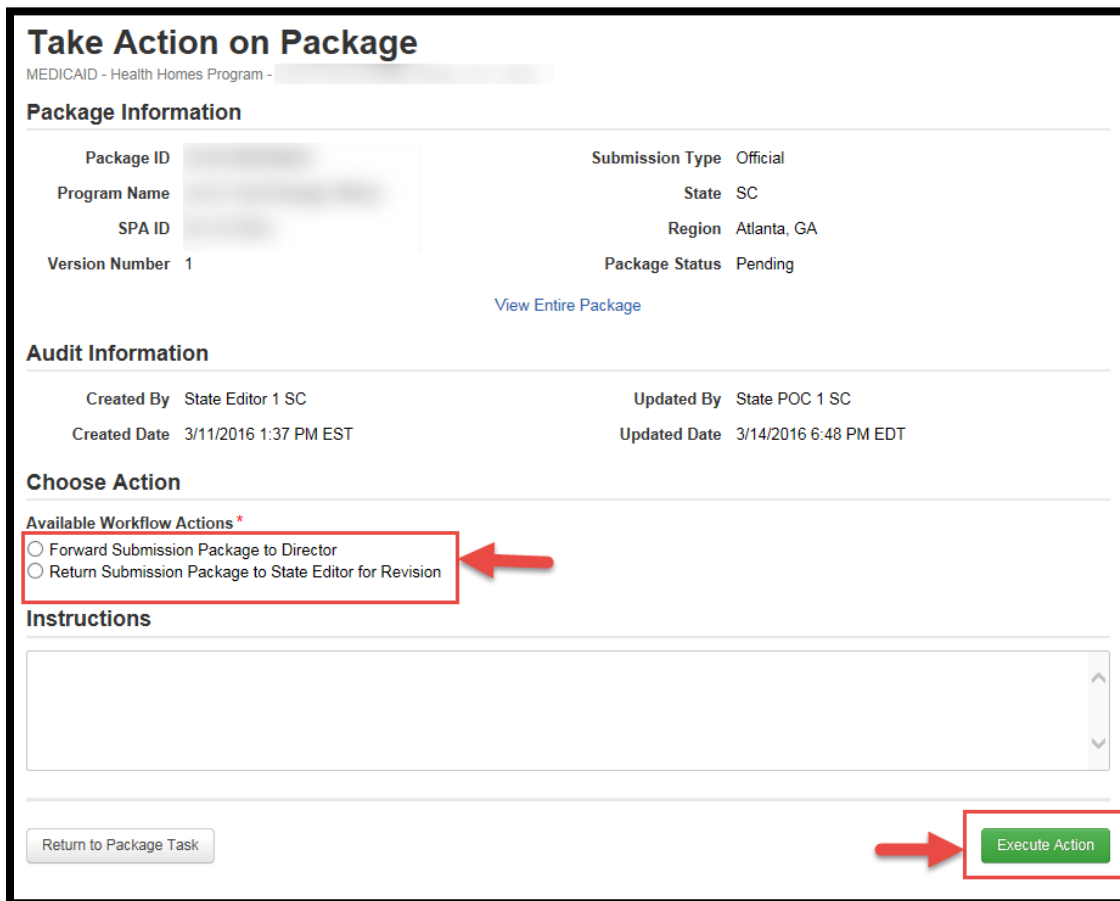 Take Action on Package
MEDICAID - Health Homes Program -
Package Information
Package ID
Submission Type Official
Program Name
State SC
SPA ID
Region Atlanta, GA
Version Number 1
Package Status Pending
View Entire Package
Audit Information
Created By State Editor 1 SC
Updated By State POC 1 SC
Created Date 3/11/2016 1:37 PM EST
Updated Date 3/14/2016 6:48 PM EDT
Choose Action
Available Workflow Actions*
Forward Submission Package to Director
Return Submission Package to State Editor for Revision
Instructions
Return to Package Task
Execute Action